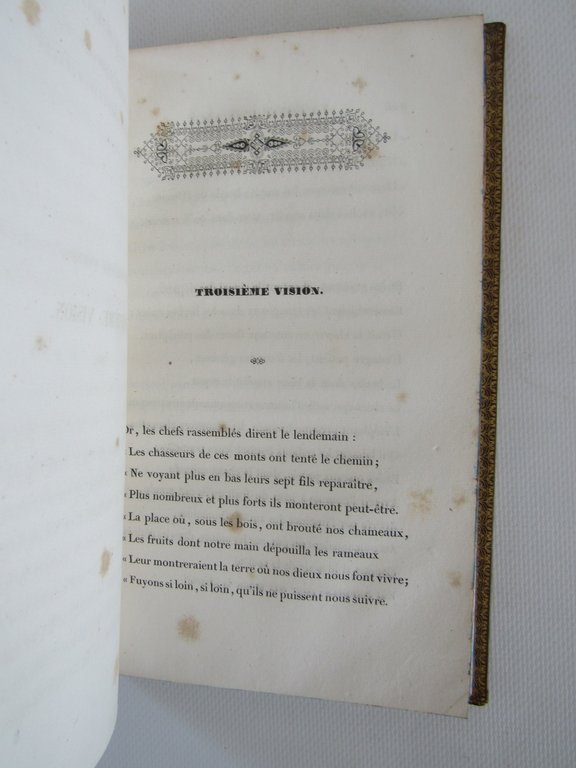 TROISIÈME VISION.
Or, les chefs rassemblés dirent le lendemain :
Les chasseurs de ces monts ont tenté le chemin ;
« Ne voyant plus en bas leurs sept fils reparaître,
« Plus nombreux et plus forts ils monteront peut-être.
« La place où, sous les bois, ont brouté nos chameaux,
« Les fruits dont notre main dépouilla les rameaux
« Leur montreraient la terre où nos dieux nous font vivre ;
« Fuyons si loin, si loin, qu'ils ne puissent nous suivre.